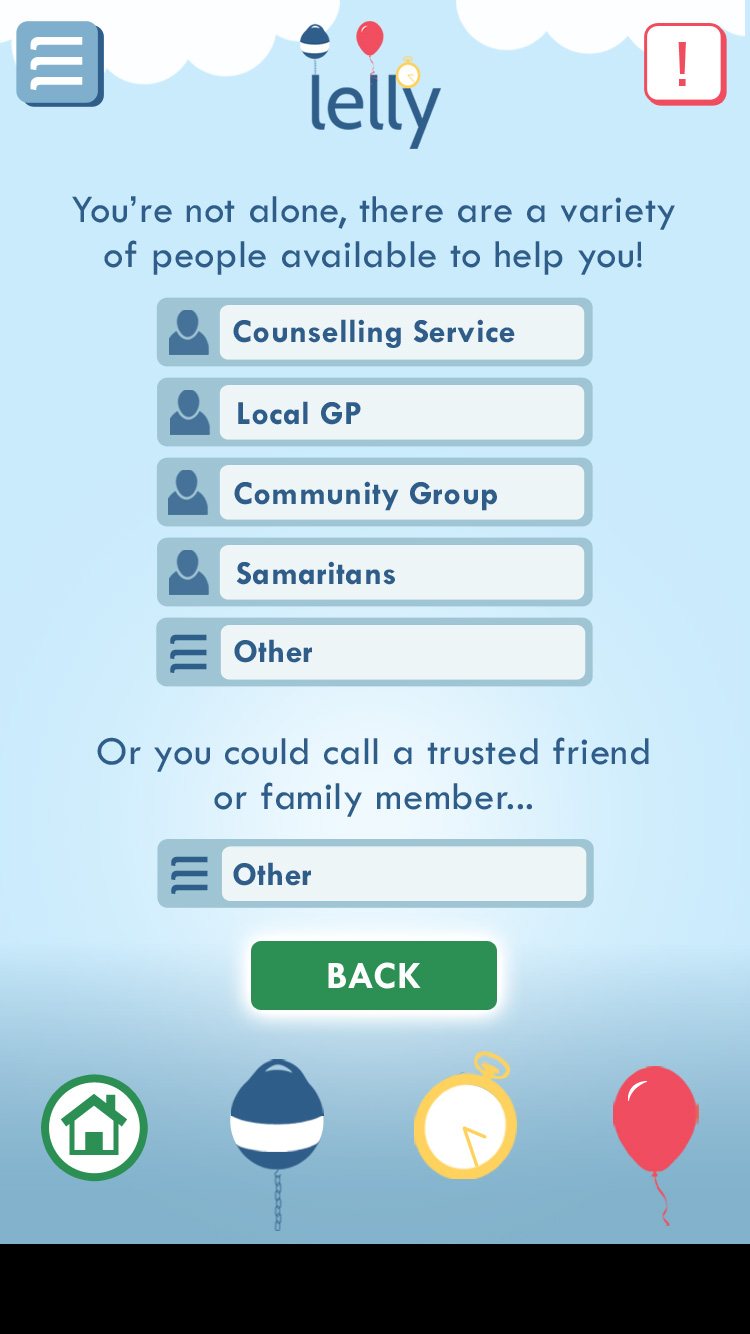 !
lelly
You're not alone, there are a variety
of people available to help you!
Counselling Service
Local GP
Community Group
Samaritans
Other
Or you could call a trusted friend
or family member...
Other
BACK